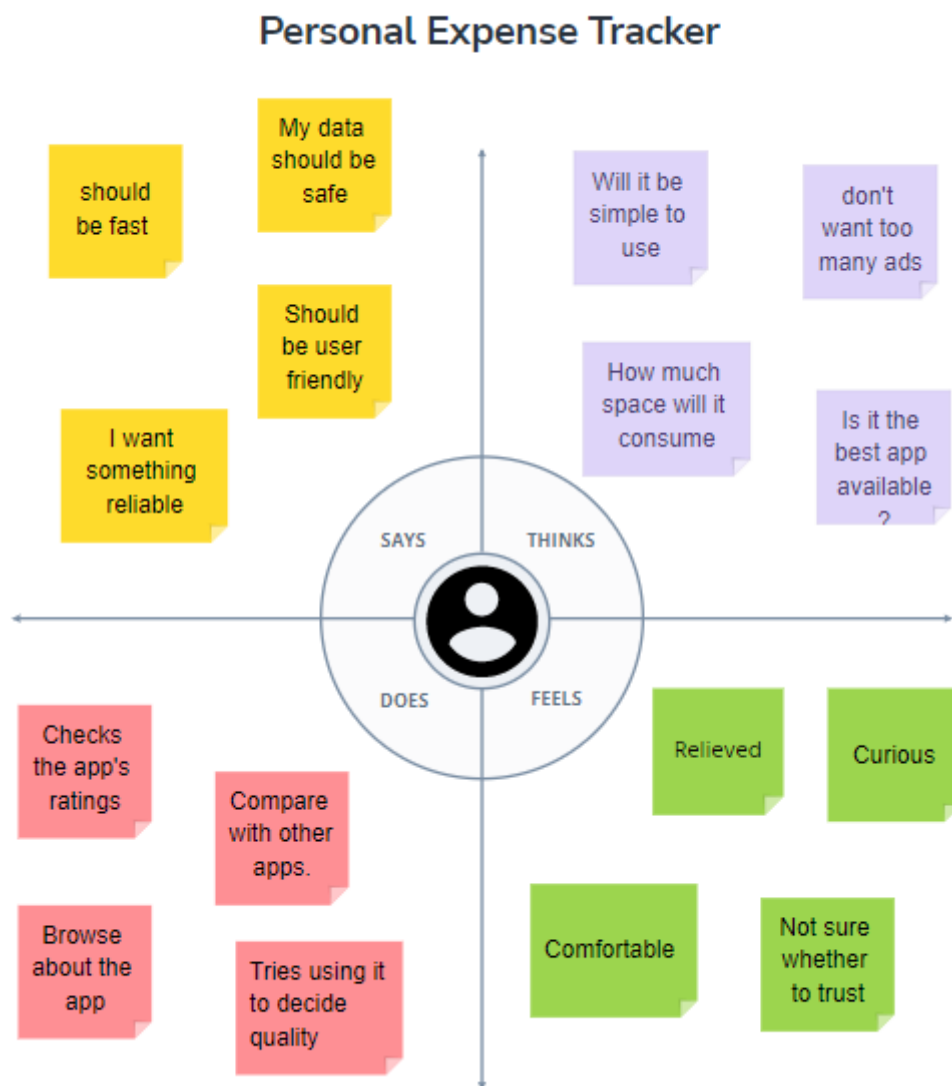 Personal Expense Tracker
should
be fast
My data
should be
safe
Should
be user
friendly
I want
something
reliable
Will it be
simple to
use
don't
want too
many ads
How much
space will it
consume
Is it the
best app
available
?
SAYS
THINKS
DOES
FEELS
Checks
the app's
ratings
Compare
with other
apps.
Browse
about the
app
Tries using it
to decide
quality
Relieved
Curious
Comfortable
Not sure
whether
to trust